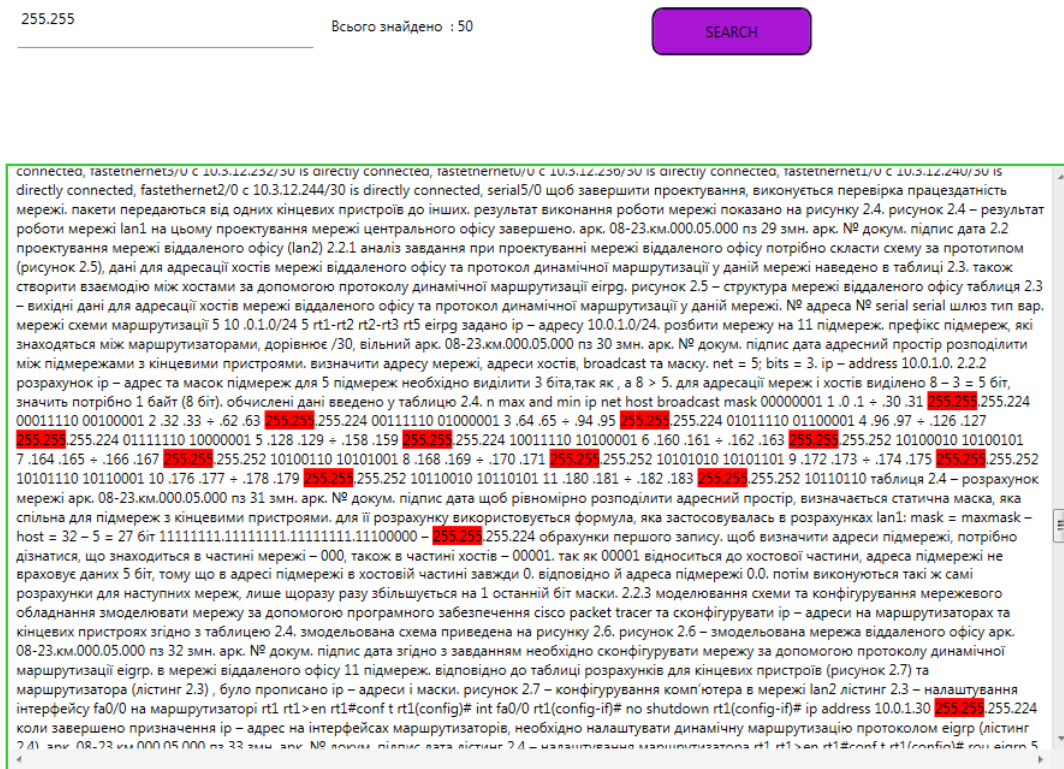 255.255
Всього знайдено : 50
SEARCH
connected, fastethernet3/0 c 10.3.12.232/30 is directly connected, fastethernet0/0 c 10.3.12.236/30 is directly connected, fastethernet1/0 c 10.3.12.240/30 is
directly connected, fastethernet2/0 c 10.3.12.244/30 is directly connected, serial5/0 щоб завершити проектування, виконується перевірка працездатність
мережі. пакети передаються від одних кінцевих пристроїв до інших. результат виконання роботи мережі показано на рисунку 2.4. рисунок 2.4 – результат
роботи мережі lan1 на цьому проектування мережі центрального офісу завершено. арк. 08-23.км.000.05.000 пз 29 змн. арк. № докум. підпис дата 2.2
проектування мережі віддаленого офісу (lan2) 2.2.1 аналіз завдання при проектуванні мережі віддаленого офісу потрібно скласти схему за прототипом
(рисунок 2.5), дані для адресації хостів мережі віддаленого офісу та протокол динамічної маршрутизації у даній мережі наведено в таблиці 2.3. також
створити взаємодію між хостами за допомогою протоколу динамічної маршрутизації eirpg. рисунок 2.5 – структура мережі віддаленого офісу таблиця 2.3
– вихідні дані для адресації хостів мережі віддаленого офісу та протокол динамічної маршрутизації у даній мережі. № адреса № serial serial шлюз тип вар.
мережі схеми маршрутизації 5 10 .0.1.0/24 5 rt1-rt2 rt2-rt3 rt5 eirpg задано ip – адресу 10.0.1.0/24. розбити мережу на 11 підмереж. префікс підмереж, які
знаходяться між маршрутизаторами, дорівнює /30, вільний арк. 08-23.км.000.05.000 пз 30 змн. арк. № докум. підпис дата адресний простір розподілити
між підмережами з кінцевими пристроями. визначити адресу мережі, адреси хостів, broadcast та маску. net = 5; bits = 3. ip – address 10.0.1.0. 2.2.2
розрахунок ip – адрес та масок підмереж для 5 підмереж необхідно виділити 3 біта,так як , а 8 > 5. для адресації мереж і хостів виділено 8 – 3 = 5 біт,
значить потрібно 1 байт (8 біт). обчислені дані введено у таблицю 2.4. n max and min ip net host broadcast mask 00000001 1 .0 .1 ÷ .30 .31 255.255.255.224
00011110 00100001 2 .32 .33 ÷ .62 .63 255.255.255.224 00111110 01000001 3 .64 .65 ÷ .94 .95 255.255.255.224 01011110 01100001 4 .96 .97 ÷ .126 .127
255.255.255.224 01111110 10000001 5 .128 .129 ÷ .158 .159 255.255.255.224 10011110 10100001 6 .160 .161 ÷ .162 .163 255.255.255.252 10100010 10100101
7 .164 .165 ÷ .166 .167 255.255.255.252 10100110 10101001 8 .168 .169 ÷ .170 .171 255.255.255.252 10101010 10101101 9 .172 .173 ÷ .174 .175 255.255.255.252
10101110 10110001 10 .176 .177 ÷ .178 .179 255.255.255.252 10110010 10110101 11 .180 .181 ÷ .182 .183 255.255.255.252 10110110 таблиця 2.4 – розрахунок
мережі арк. 08-23.км.000.05.000 пз 31 змн. арк. № докум. підпис дата щоб рівномірно розподілити адресний простір, визначається статична маска, яка
спільна для підмереж з кінцевими пристроями. для її розрахунку використовується формула, яка застосовувалась в розрахунках lan1: mask = maxmask –
host = 32 – 5 = 27 біт 11111111.11111111.11111111.11100000 – 255.255.255.224 обрахунки першого запису. щоб визначити адреси підмережі, потрібно
дізнатися, що знаходиться в частині мережі – 000, також в частині хостів – 00001. так як 00001 відноситься до хостової частини, адреса підмережі не
враховує даних 5 біт, тому що в адресі підмережі в хостовій частині завжди 0. відповідно й адреса підмережі 0.0. потім виконуються такі ж самі
розрахунки для наступних мереж, лише щоразу разу збільшується на 1 останній біт маски. 2.2.3 моделювання схеми та конфігурування мережевого
обладнання змоделювати мережу за допомогою програмного забезпечення cisco packet tracer та сконфігурувати ip – адреси на маршрутизаторах та
кінцевих пристроях згідно з таблицею 2.4. змодельована схема приведена на рисунку 2.6. рисунок 2.6 – змодельована мережа віддаленого офісу арк.
08-23.км.000.05.000 пз 32 змн. арк. № докум. підпис дата згідно з завданням необхідно сконфігурувати мережу за допомогою протоколу динамічної
маршрутизації eigrp. в мережі віддаленого офісу 11 підмереж. відповідно до таблиці розрахунків для кінцевих пристроїв (рисунок 2.7) та
маршрутизатора (лістинг 2.3) , було прописано ip – адреси і маски. рисунок 2.7 – конфігурування комп'ютера в мережі lan2 лістинг 2.3 – налаштування
інтерфейсу fa0/0 на маршрутизаторі rt1 rt1>en rt1#conf t rt1(config)# int fa0/0 rt1(config-if)# no shutdown rt1(config-if)# ip address 10.0.1.30 255.255.255.224
коли завершено призначення ip – адрес на інтерфейсах маршрутизаторів, необхідно налаштувати динамічну маршрутизацію протоколом eigrp (лістинг
2.4). арк. 08-23.км.000.05.000 пз 33 змн. арк. № докум. підпис дата лістинг 2.4 – налаштування маршрутизатора rt1 rt1>en rt1#conf t rt1(config)# rou eigrp 5